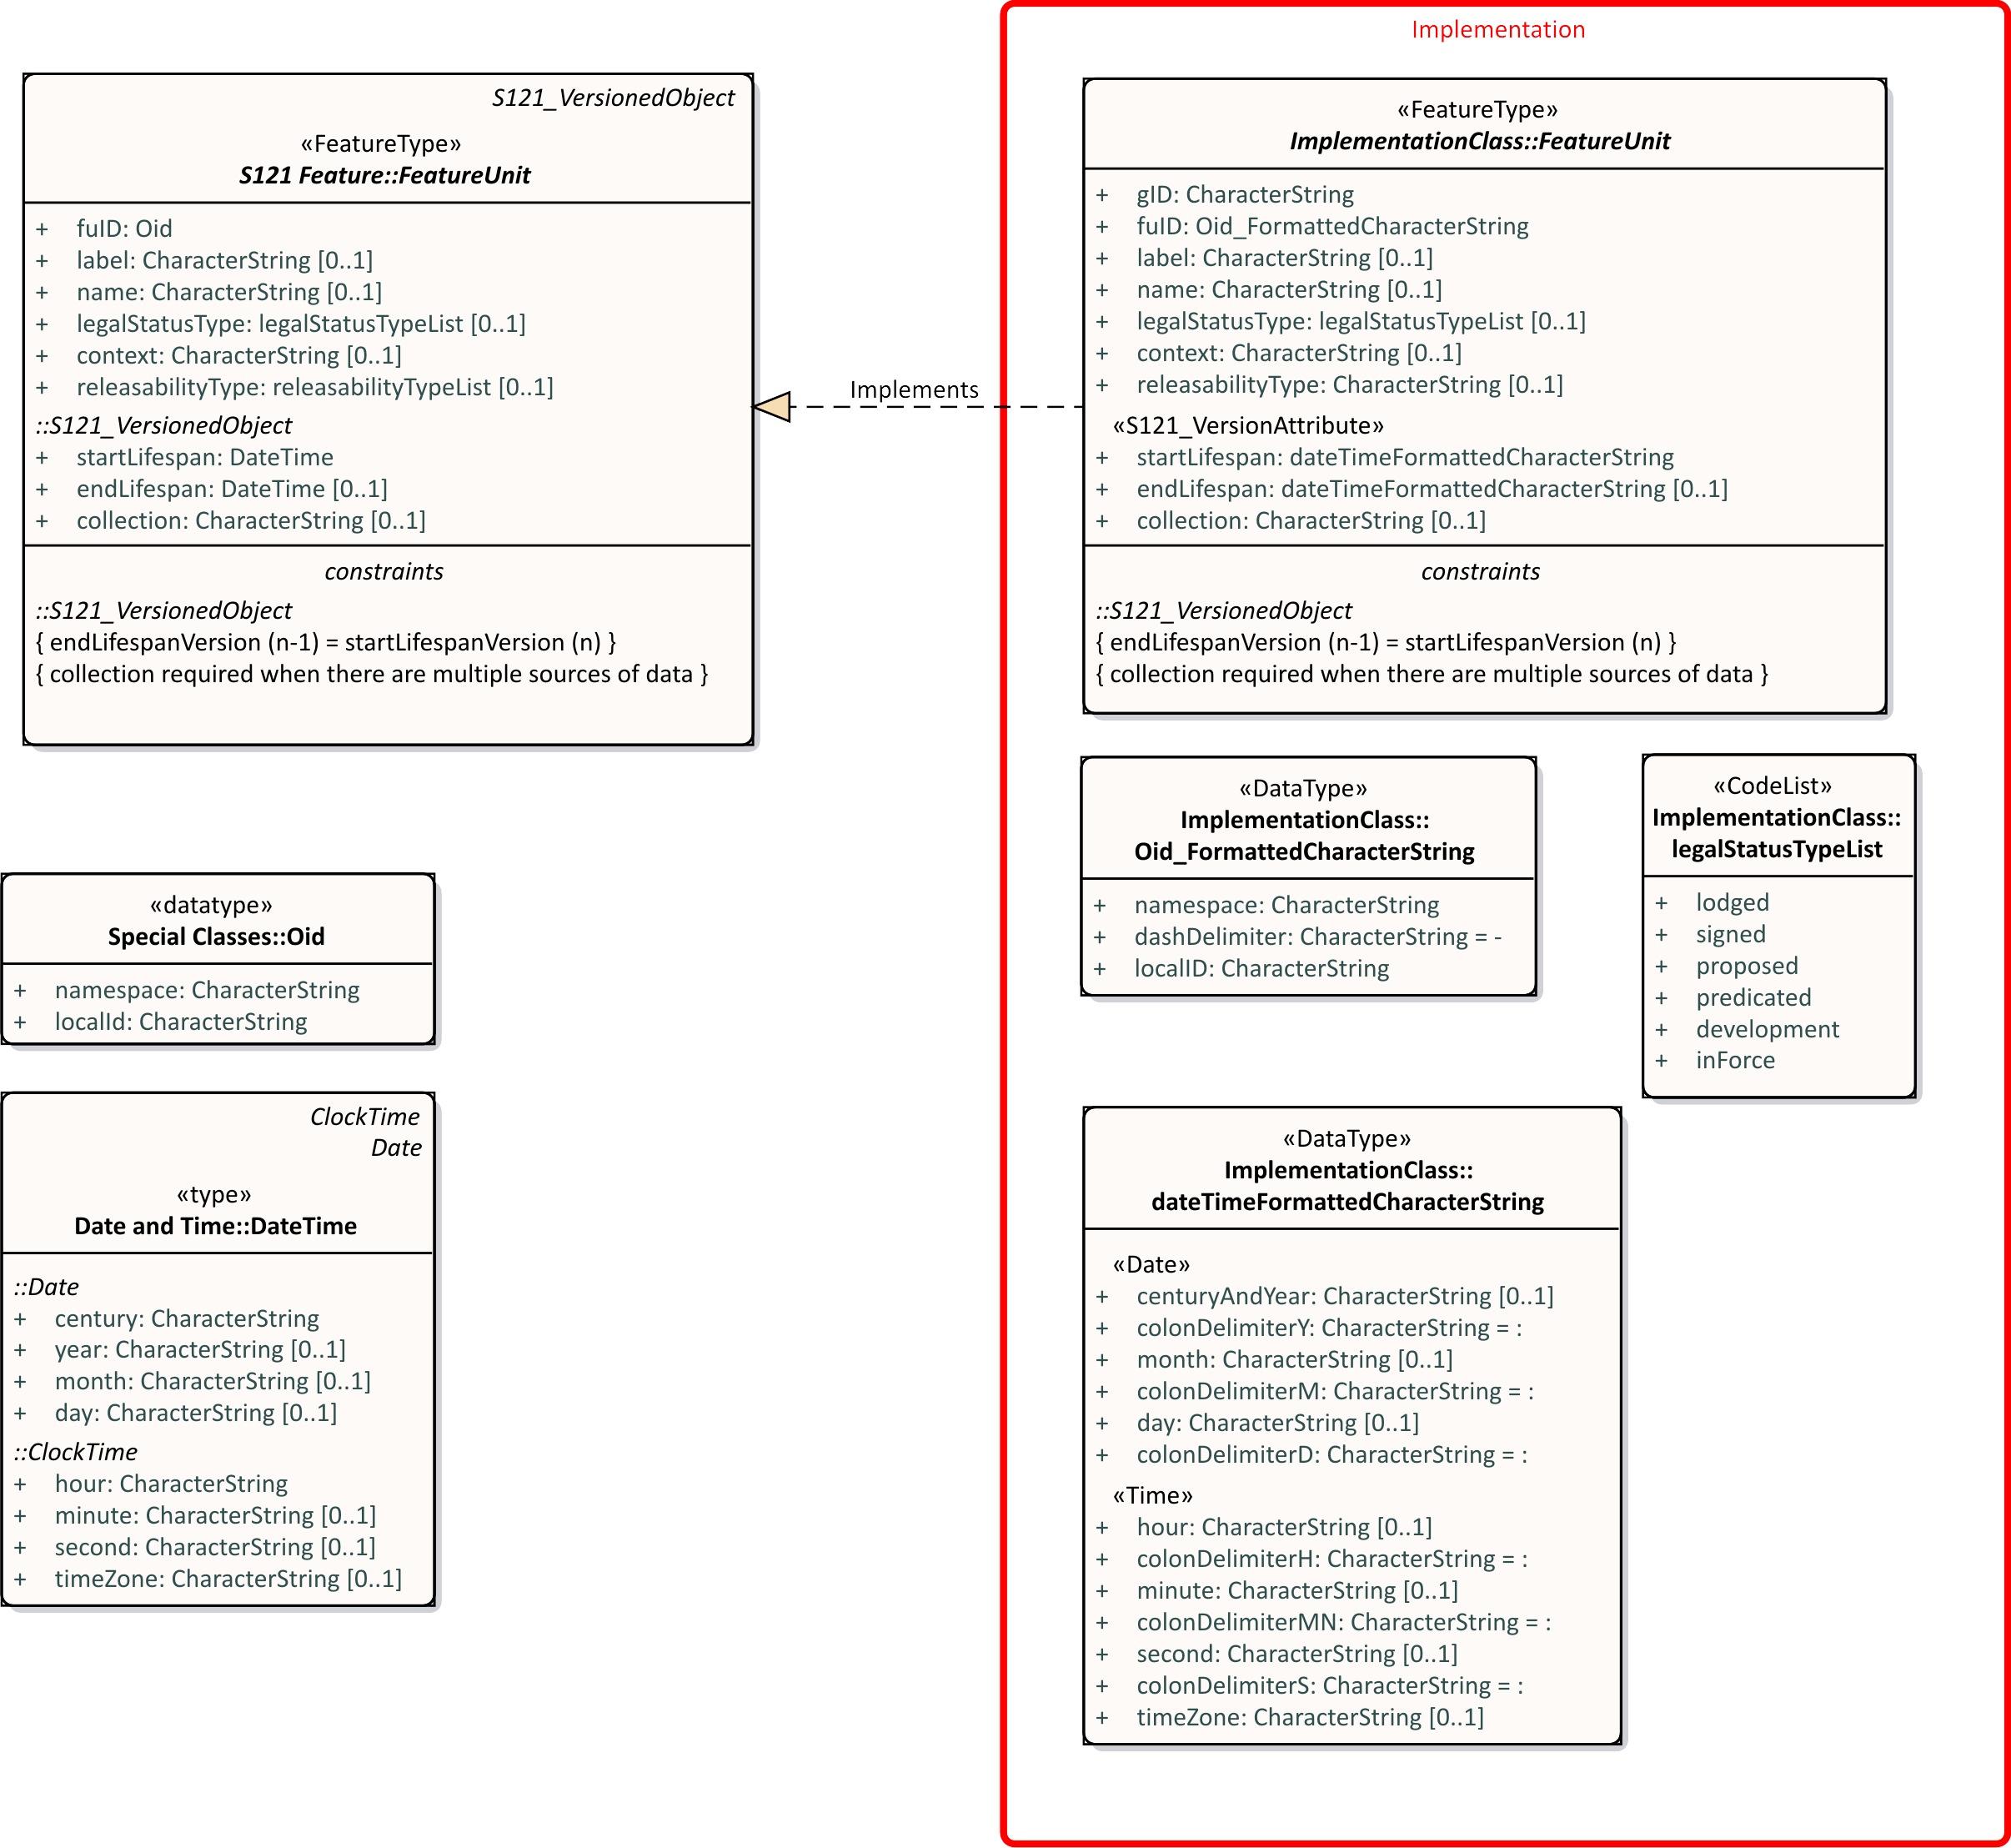 S121_VersionedObject
«FeatureType»
S121 Feature::FeatureUnit
+ fuID: Oid
+ label: CharacterString [0..1]
+ name: CharacterString [0..1]
+ legalStatusType: legalStatusTypeList [0..1]
+ context: CharacterString [0..1]
+ releasabilityType: releasabilityTypeList [0..1]
::S121_VersionedObject
+ startLifespan: DateTime
+ endLifespan: DateTime [0..1]
+ collection: CharacterString [0..1]
constraints
::S121_VersionedObject
{ endLifespanVersion (n-1) = startLifespanVersion (n) }
{ collection required when there are multiple sources of data }
«datatype»
Special Classes::Oid
+ namespace: CharacterString
+ localId: CharacterString
ClockTime
Date
«type»
Date and Time::DateTime
::Date
+ century: CharacterString
+ year: CharacterString [0..1]
+ month: CharacterString [0..1]
+ day: CharacterString [0..1]
::ClockTime
+ hour: CharacterString
+ minute: CharacterString [0..1]
+ second: CharacterString [0..1]
+ timeZone: CharacterString [0..1]
Implements
Implementation
«FeatureType»
ImplementationClass::FeatureUnit
+ gID: CharacterString
+ fuID: Oid_FormattedCharacterString
+ label: CharacterString [0..1]
+ name: CharacterString [0..1]
+ legalStatusType: legalStatusTypeList [0..1]
+ context: CharacterString [0..1]
+ releasabilityType: CharacterString [0..1]
«S121_VersionAttribute»
+ startLifespan: dateTimeFormattedCharacterString
+ endLifespan: dateTimeFormattedCharacterString [0..1]
+ collection: CharacterString [0..1]
constraints
::S121_VersionedObject
{ endLifespanVersion (n-1) = startLifespanVersion (n) }
{ collection required when there are multiple sources of data }
«DataType»
ImplementationClass::
Oid_FormattedCharacterString
+ namespace: CharacterString
+ dashDelimiter: CharacterString = -
+ localID: CharacterString
«CodeList»
ImplementationClass::
legalStatusTypeList
+ lodged
+ signed
+ proposed
+ predicated
+ development
+ inForce
«DataType»
ImplementationClass::
dateTimeFormattedCharacterString
«Date»
+ centuryAndYear: CharacterString [0..1]
+ colonDelimiterY: CharacterString = :
+ month: CharacterString [0..1]
+ colonDelimiterM: CharacterString = :
+ day: CharacterString [0..1]
+ colonDelimiterD: CharacterString = :
«Time»
+ hour: CharacterString [0..1]
+ colonDelimiterH: CharacterString = :
+ minute: CharacterString [0..1]
+ colonDelimiterMN: CharacterString = :
+ second: CharacterString [0..1]
+ colonDelimiterS: CharacterString = :
+ timeZone: CharacterString [0..1]